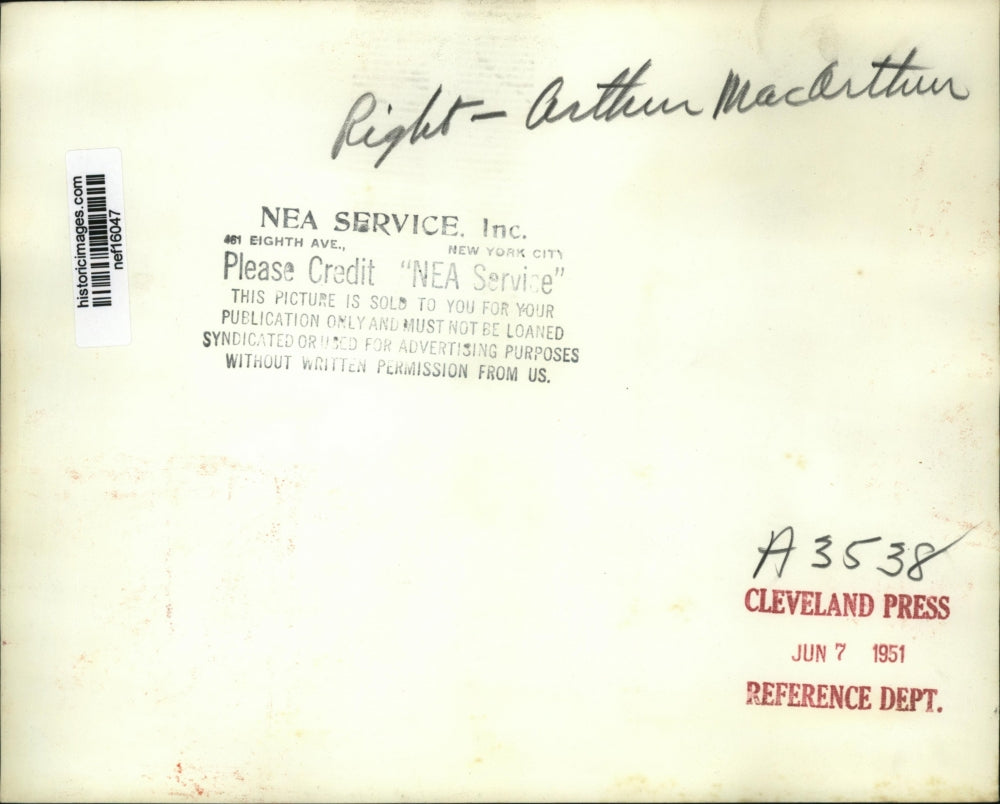 Right - Arthur MacArthur
historicimages.com
nef16047
NEA SERVICE, Inc.
461 EIGHTH AVE., NEW YORK CITY
Please Credit "NEA Service"
THIS PICTURE IS SOLD TO YOU FOR YOUR
PUBLICATION ONLY AND MUST NOT BE LOANED
SYNDICATED OR USED FOR ADVERTISING PURPOSES
WITHOUT WRITTEN PERMISSION FROM US.
A3538
CLEVELAND PRESS
JUN 7 1951
REFERENCE DEPT.